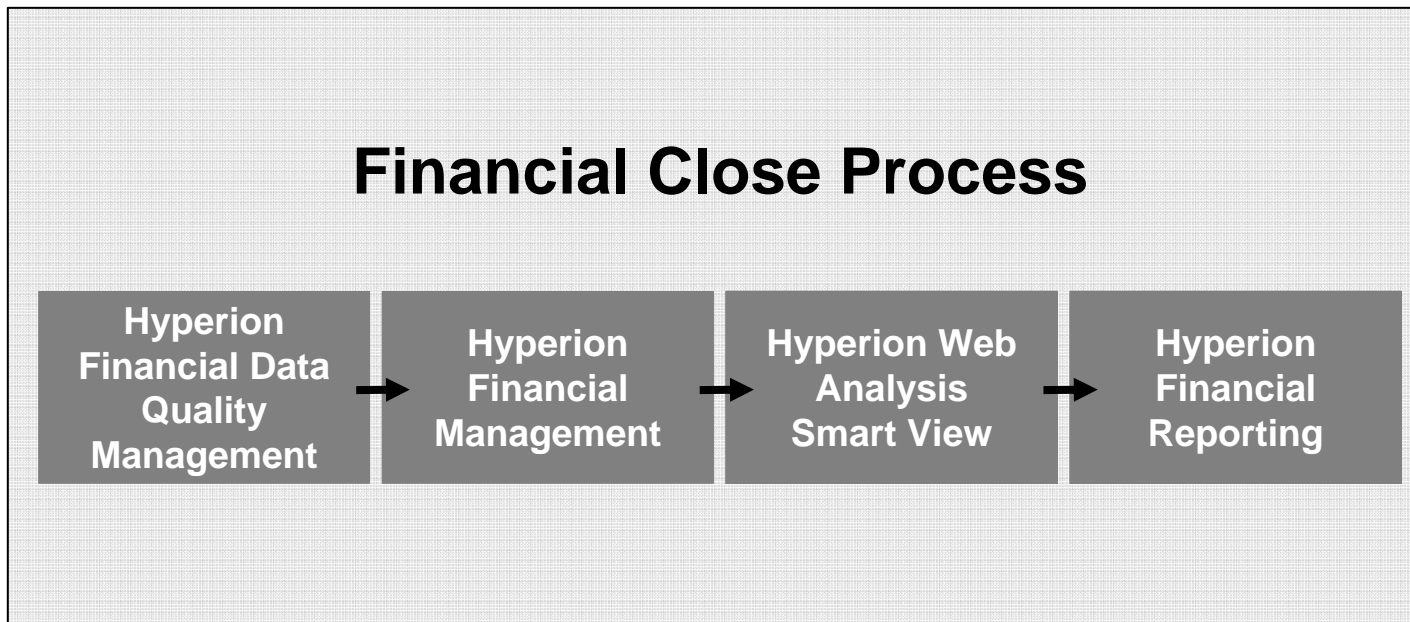 Financial Close Process
Hyperion
Financial Data
Quality
Management
Hyperion
Financial
Management
Hyperion Web
Analysis
Smart View
Hyperion
Financial
Reporting